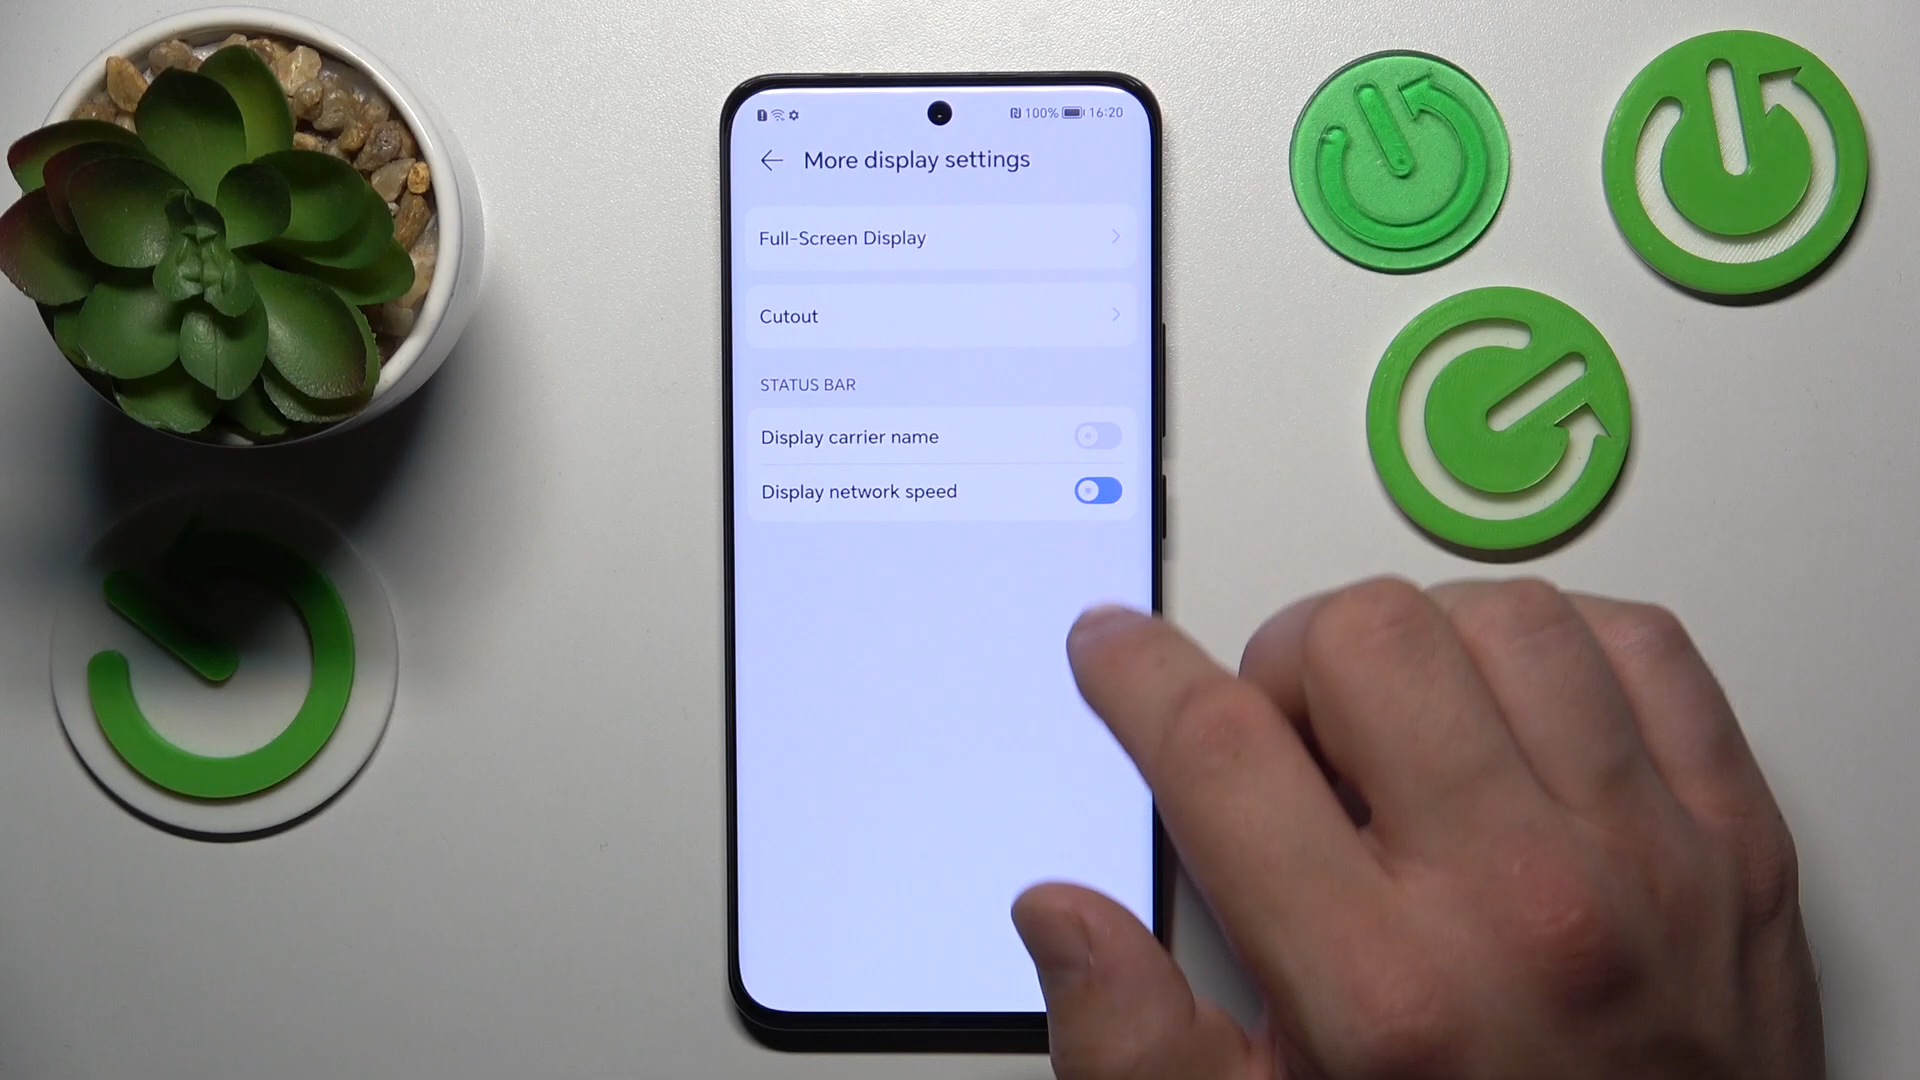 100% 16:20
More display settings
Full-Screen Display
Cutout
STATUS BAR
Display carrier name
Display network speed